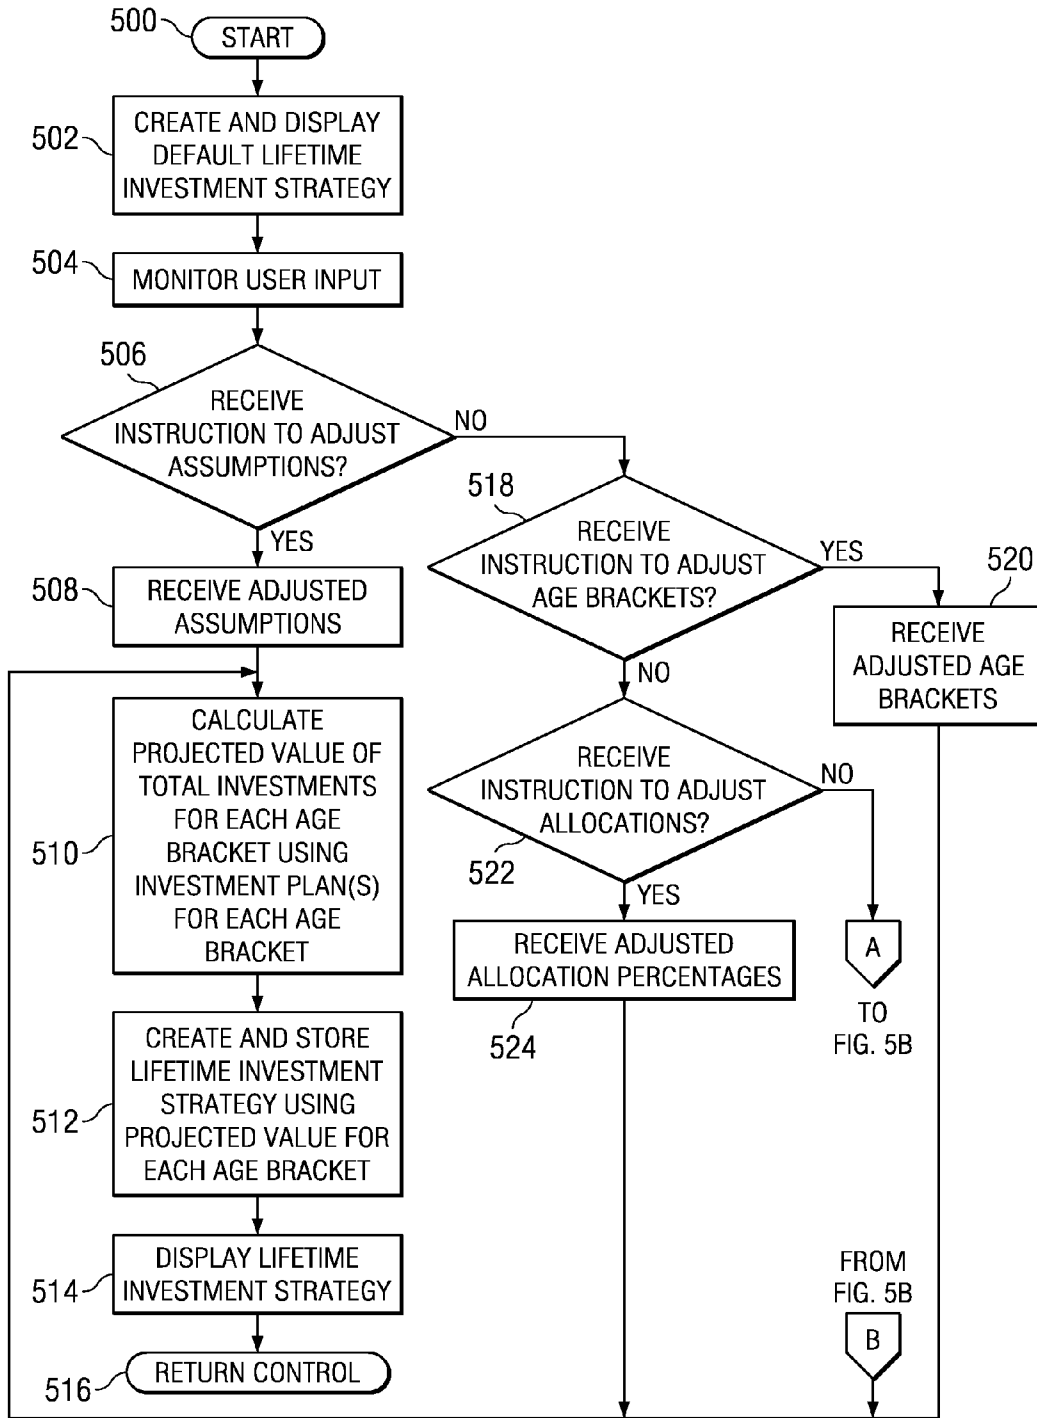 500
START
502
CREATE AND DISPLAY
DEFAULT LIFETIME
INVESTMENT STRATEGY
504
MONITOR USER INPUT
506
RECEIVE
INSTRUCTION TO ADJUST
ASSUMPTIONS?
NO
YES
508
RECEIVE ADJUSTED
ASSUMPTIONS
510
CALCULATE
PROJECTED VALUE OF
TOTAL INVESTMENTS
FOR EACH AGE
BRACKET USING
INVESTMENT PLAN(S)
FOR EACH AGE
BRACKET
512
CREATE AND STORE
LIFETIME INVESTMENT
STRATEGY USING
PROJECTED VALUE FOR
EACH AGE BRACKET
514
DISPLAY LIFETIME
INVESTMENT STRATEGY
516
RETURN CONTROL
518
RECEIVE
INSTRUCTION TO ADJUST
AGE BRACKETS?
YES
NO
520
RECEIVE
ADJUSTED AGE
BRACKETS
522
RECEIVE
INSTRUCTION TO ADJUST
ALLOCATIONS?
NO
YES
524
RECEIVE ADJUSTED
ALLOCATION PERCENTAGES
A
TO
FIG. 5B
FROM
FIG. 5B
B